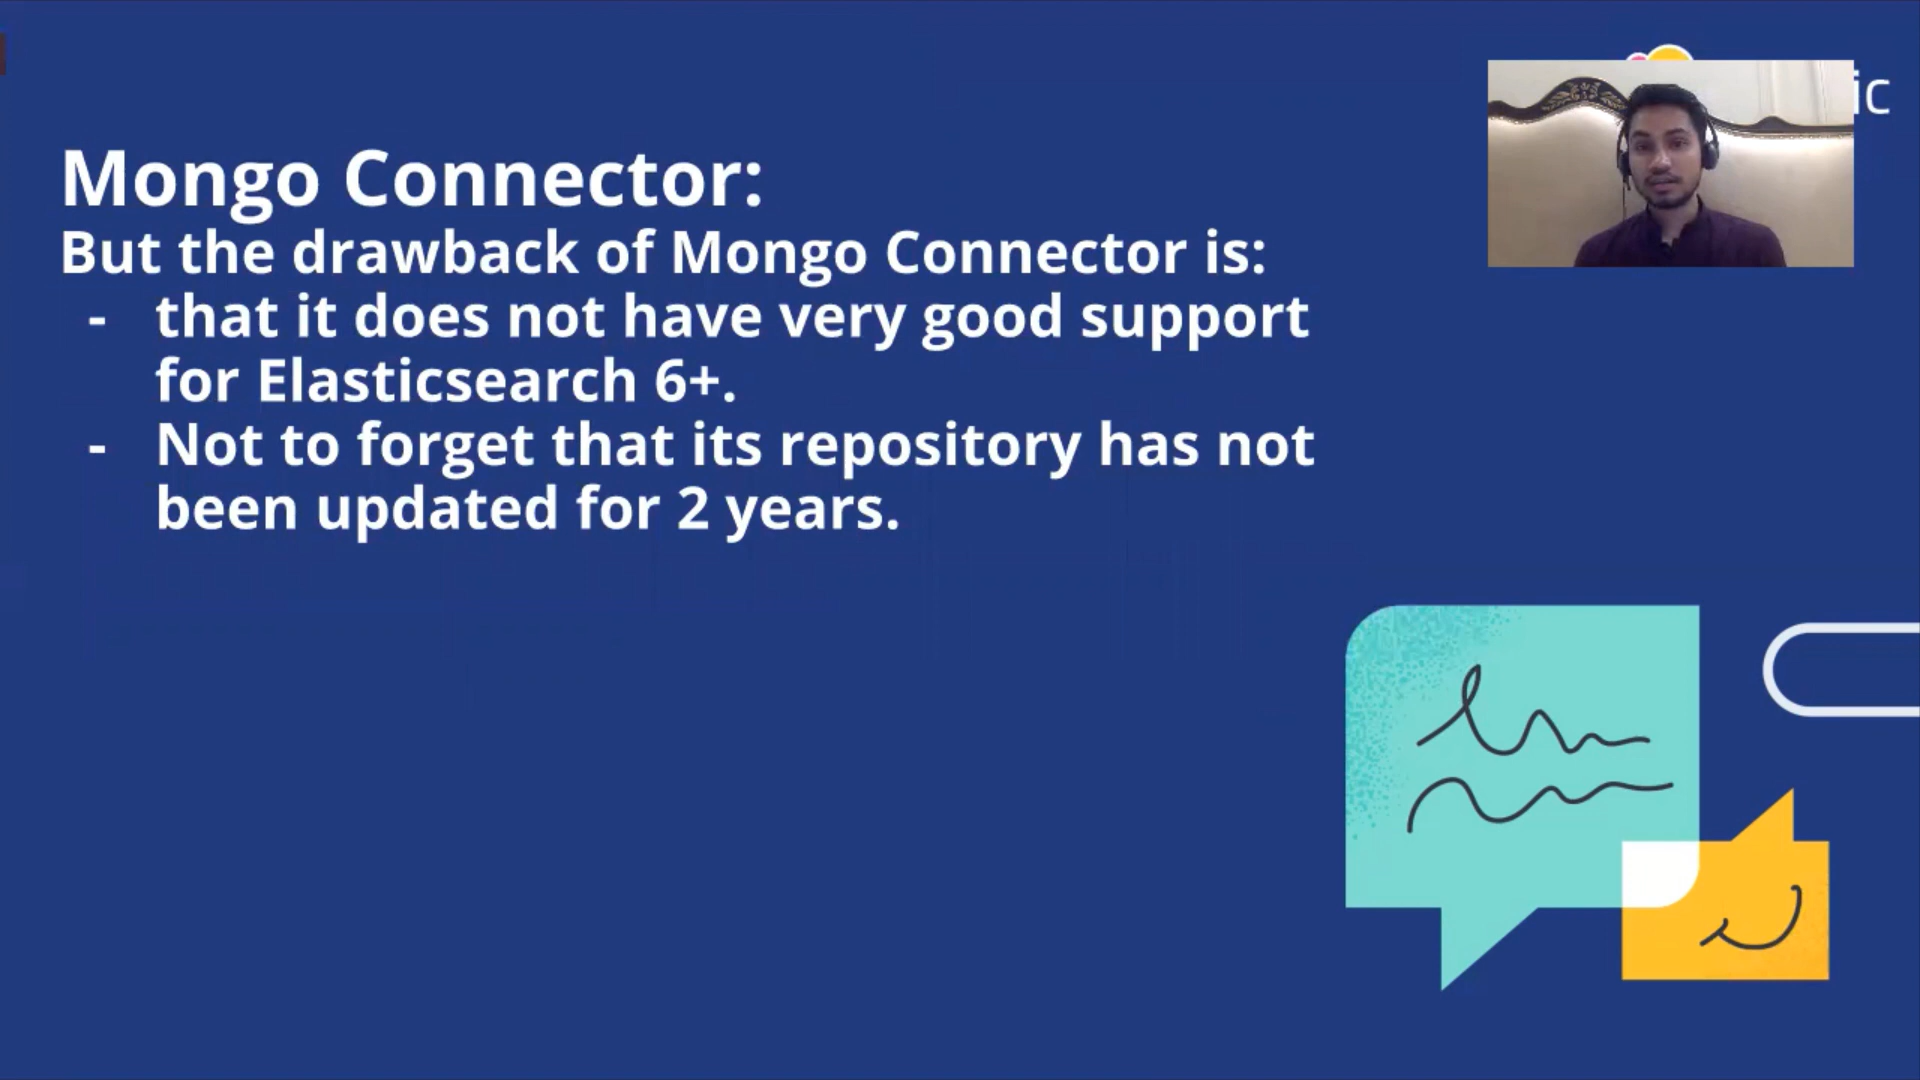 ic
Mongo Connector:
But the drawback of Mongo Connector is:
- that it does not have very good support
for Elasticsearch 6+.
- Not to forget that its repository has not
been updated for 2 years.